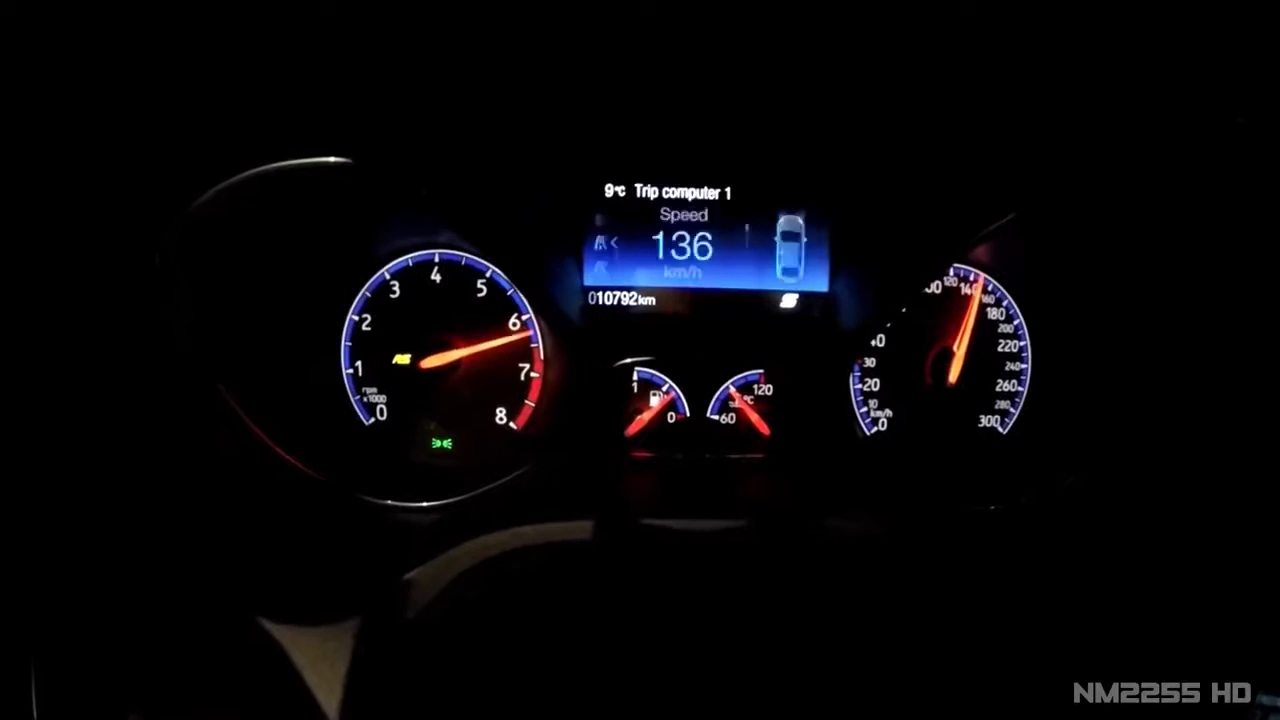 9°C Trip computer 1
Speed
136
km/h
010792km
0
1
2
3
4
5
6
7
8
rpm
x1000
RS
1
0
60
120
°C
0
10
20
30
120
140
160
180
200
220
240
260
280
300
km/h
NM2255 HD